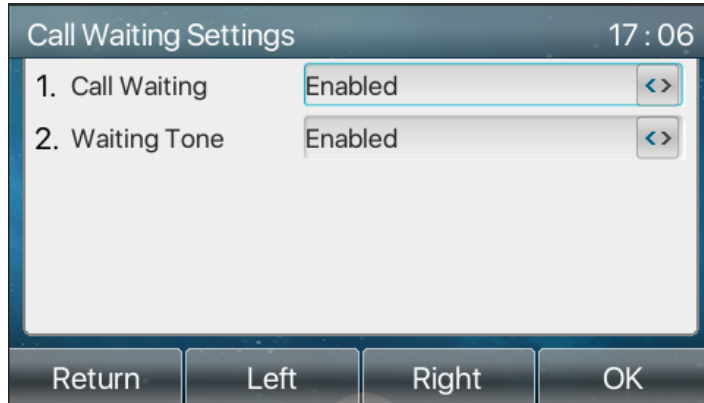 Call Waiting Settings 17:06
1. Call Waiting Enabled <>
2. Waiting Tone Enabled <>
Return Left Right OK